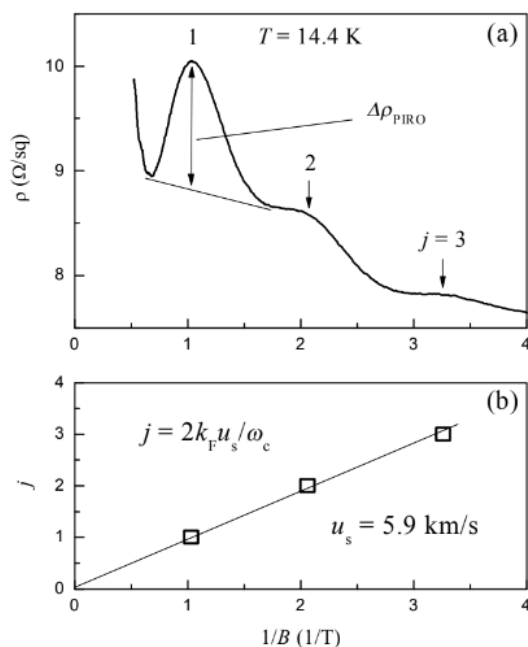 (a)
1
T = 14.4 K
Δρ_PIRO
2
j = 3
ρ (Ω/sq)
10
9
8
0 1 2 3 4
(b)
j = 2k_F u_s/ω_c
u_s = 5.9 km/s
j
4
3
2
1
0
0 1 2 3 4
1/B (1/T)